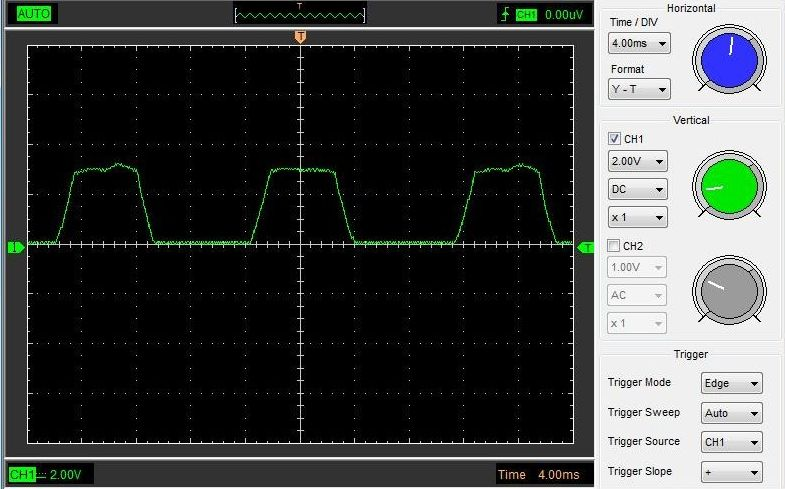 AUTO
T
CH1 0.00uV
T
1
T
CH1 2.00V
Time 4.00ms
Horizontal
Time / DIV
4.00ms
Format
Y - T
Vertical
CH1
2.00V
DC
x 1
CH2
1.00V
AC
x 1
Trigger
Trigger Mode Edge
Trigger Sweep Auto
Trigger Source CH1
Trigger Slope +